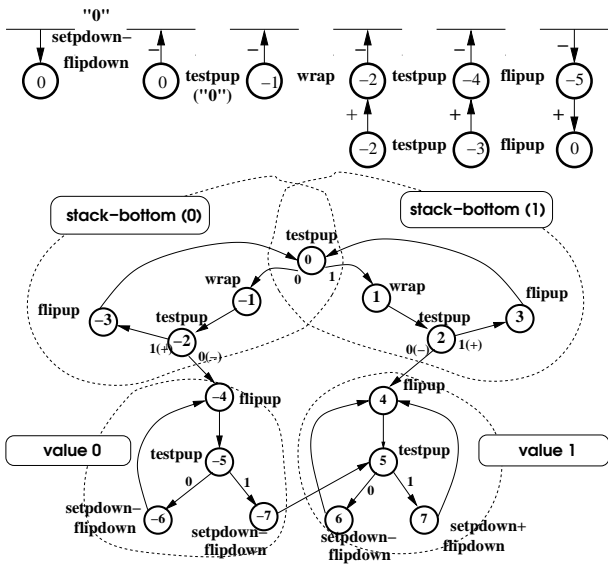 "0"
setpdown−
flipdown
0
−
0
testpup
("0")
−
−1
wrap
−
−2
testpup
−
−4
flipup
−
−5
+
−2
testpup
+
−3
flipup
+
0
stack−bottom (0)
stack−bottom (1)
testpup
0
0
1
wrap
−1
wrap
1
flipup
−3
testpup
−2
1(+)
0(−)
testpup
2
0(−)
1(+)
flipup
3
−4
flipup
flipup
4
value 0
value 1
testpup
−5
0
1
testpup
5
0
1
−6
−7
6
7
setpdown−
flipdown
setpdown−
flipdown
setpdown−
flipdown
setpdown+
flipdown